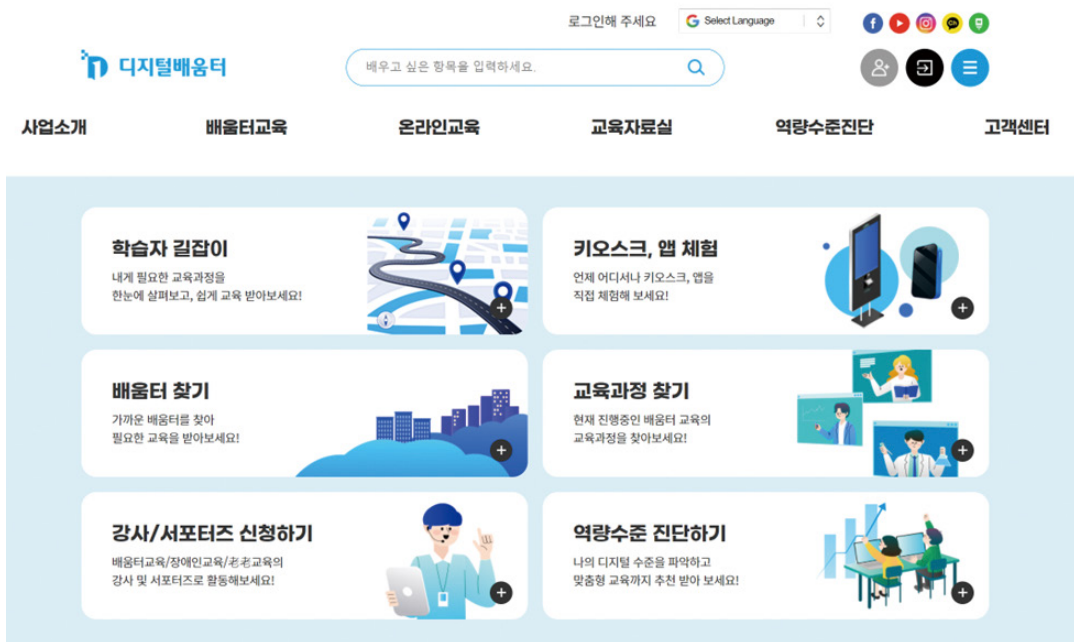 로그인해 주세요
Select Language
디지털배움터
배우고 싶은 항목을 입력하세요.
사업소개 배움터교육 온라인교육 교육자료실 역량수준진단 고객센터
학습자 길잡이
내게 필요한 교육과정을
한눈에 살펴보고, 쉽게 교육 받아보세요!
키오스크, 앱 체험
언제 어디서나 키오스크, 앱을
직접 체험해 보세요!
배움터 찾기
가까운 배움터를 찾아
필요한 교육을 받아보세요!
교육과정 찾기
현재 진행중인 배움터 교육의
교육과정을 찾아보세요!
강사/서포터즈 신청하기
배움터교육/장애인교육/老老교육의
강사 및 서포터즈로 활동해보세요!
역량수준 진단하기
나의 디지털 수준을 파악하고
맞춤형 교육까지 추천 받아 보세요!